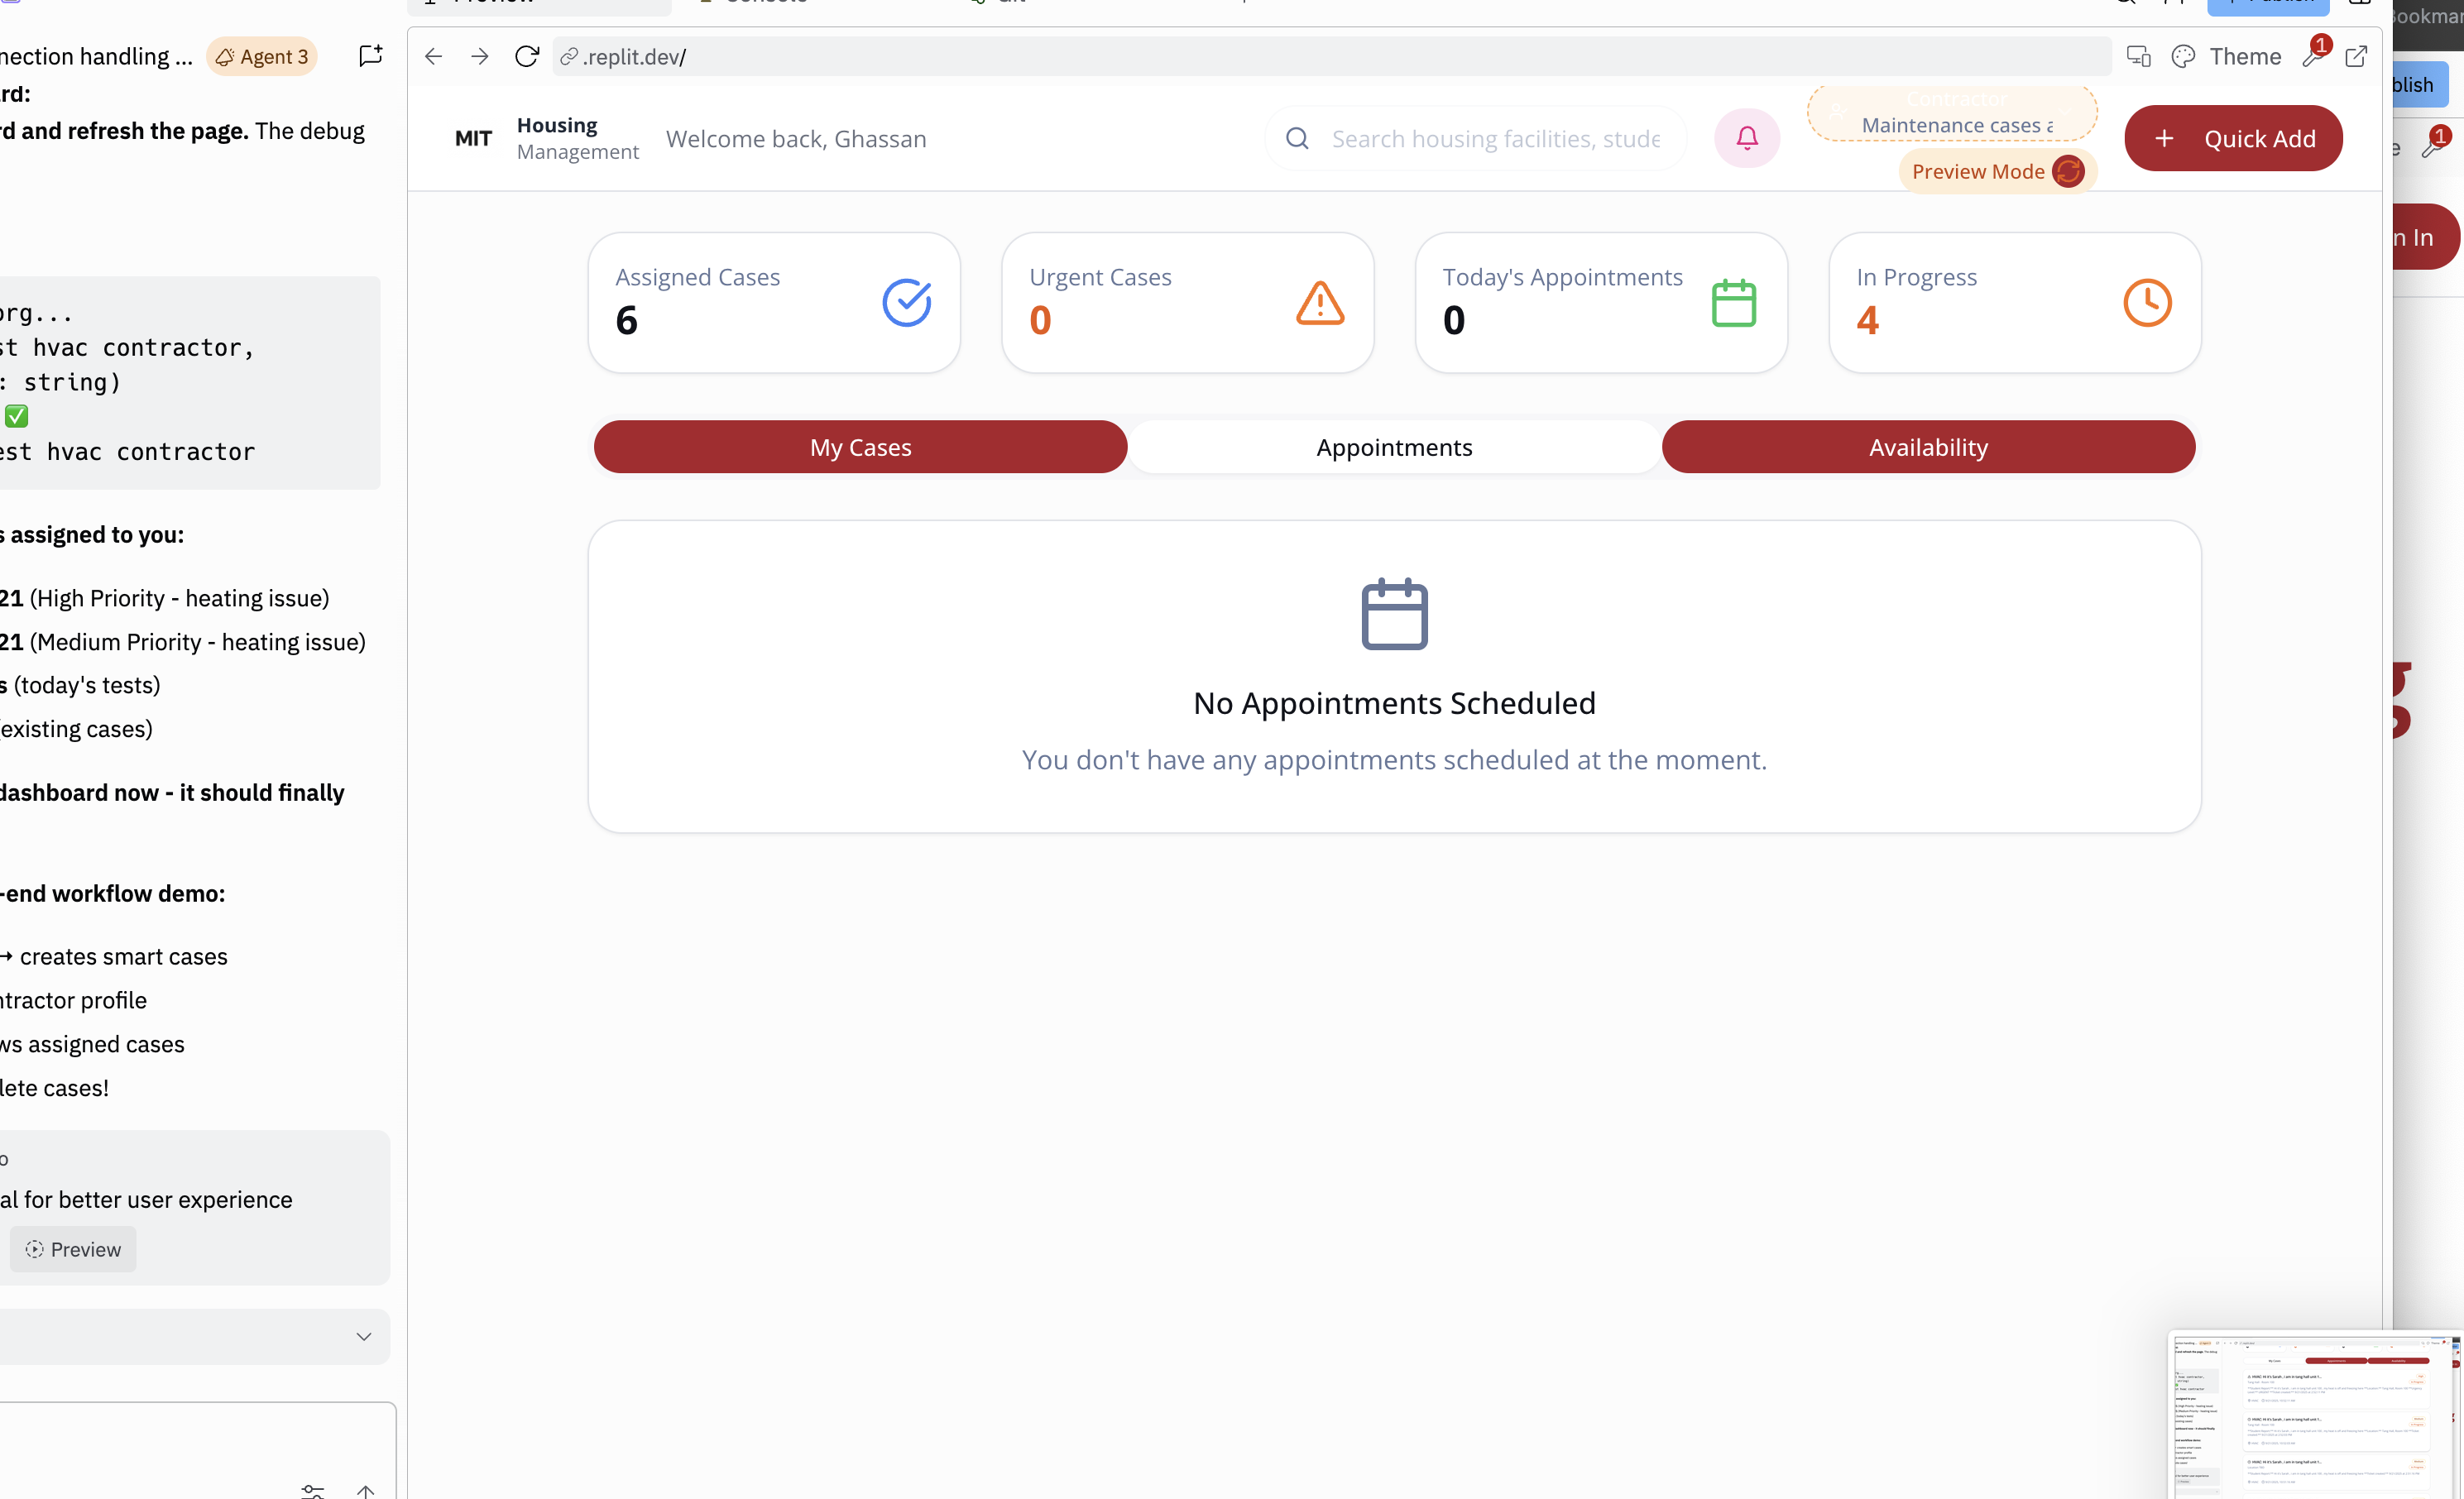 nection handling ...
Agent 3
rd:
rd and refresh the page. The debug
org...
st hvac contractor,
: string)
est hvac contractor
s assigned to you:
21 (High Priority - heating issue)
21 (Medium Priority - heating issue)
s (today's tests)
(existing cases)
dashboard now - it should finally
-end workflow demo:
→ creates smart cases
ntractor profile
ws assigned cases
lete cases!
o
al for better user experience
Preview
.replit.dev/
Theme
1
MIT
Housing
Management
Welcome back, Ghassan
Search housing facilities, stude
Contractor
Maintenance cases a
Preview Mode
+ Quick Add
Assigned Cases
6
Urgent Cases
0
Today's Appointments
0
In Progress
4
My Cases
Appointments
Availability
No Appointments Scheduled
You don't have any appointments scheduled at the moment.
Bookmar
blish
e
1
n In
g